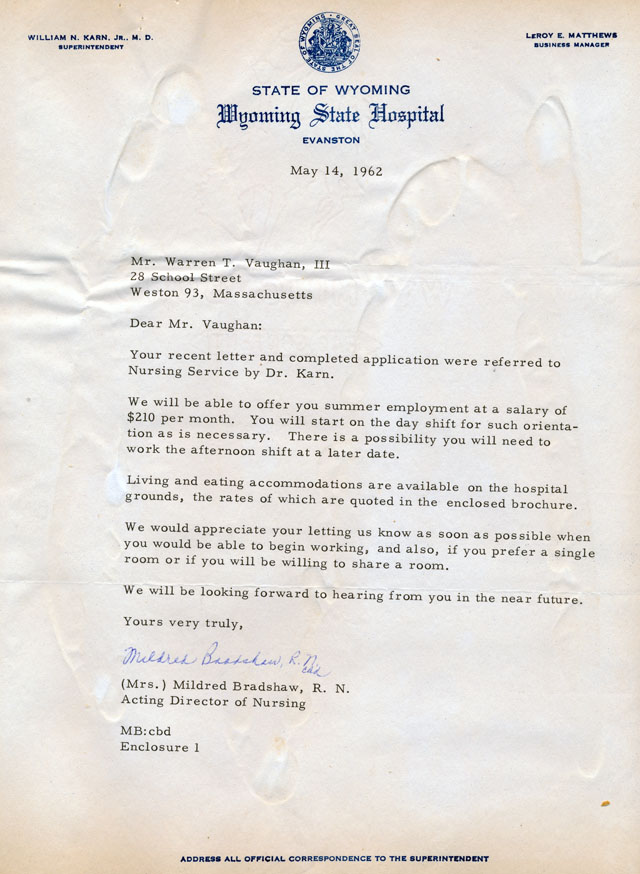 WILLIAM N. KARN, JR., M. D.
SUPERINTENDENT
LEROY E. MATTHEWS
BUSINESS MANAGER
WYOMING · GREAT SEAL OF THE STATE OF
STATE OF WYOMING
Wyoming State Hospital
EVANSTON
May 14, 1962
Mr. Warren T. Vaughan, III
28 School Street
Weston 93, Massachusetts
Dear Mr. Vaughan:
Your recent letter and completed application were referred to
Nursing Service by Dr. Karn.
We will be able to offer you summer employment at a salary of
$210 per month. You will start on the day shift for such orienta-
tion as is necessary. There is a possibility you will need to
work the afternoon shift at a later date.
Living and eating accommodations are available on the hospital
grounds, the rates of which are quoted in the enclosed brochure.
We would appreciate your letting us know as soon as possible when
you would be able to begin working, and also, if you prefer a single
room or if you will be willing to share a room.
We will be looking forward to hearing from you in the near future.
Yours very truly,
Mildred Bradshaw, R.N.
cbd
(Mrs.) Mildred Bradshaw, R. N.
Acting Director of Nursing
MB:cbd
Enclosure 1
ADDRESS ALL OFFICIAL CORRESPONDENCE TO THE SUPERINTENDENT